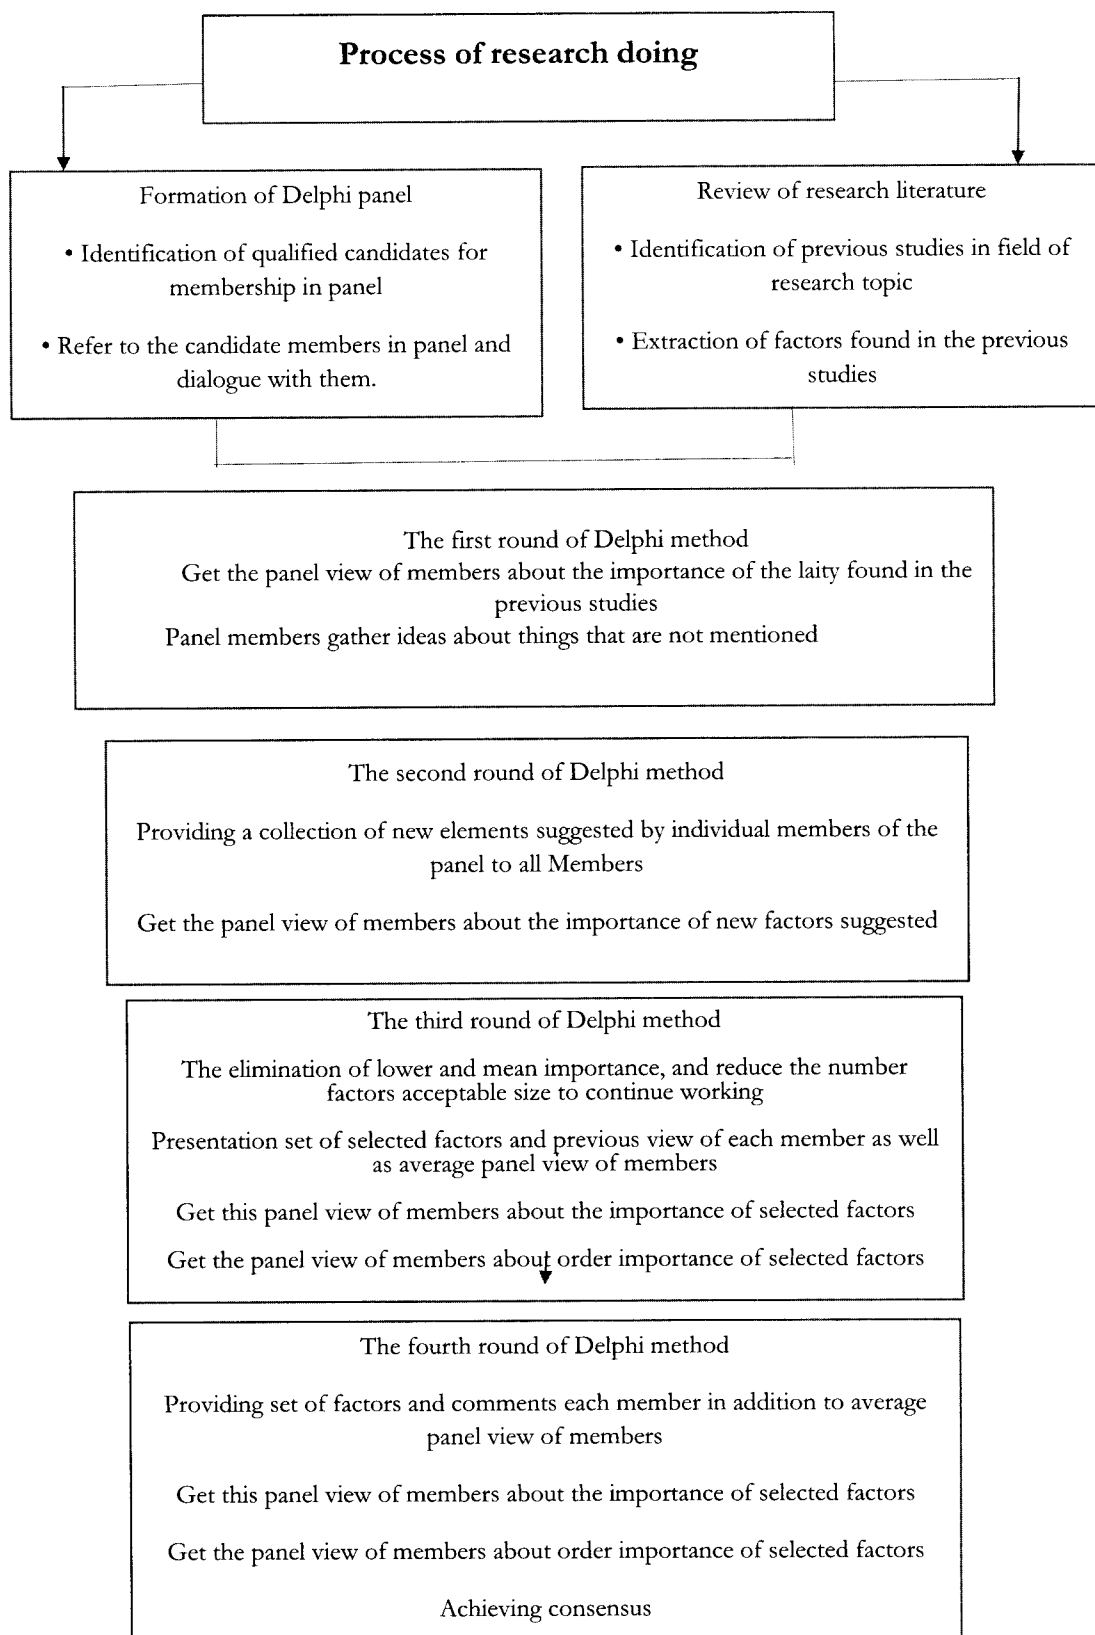 Process of research doing
Formation of Delphi panel
• Identification of qualified candidates for
membership in panel
• Refer to the candidate members in panel and
dialogue with them.
Review of research literature
• Identification of previous studies in field of
research topic
• Extraction of factors found in the previous
studies
The first round of Delphi method
Get the panel view of members about the importance of the laity found in the
previous studies
Panel members gather ideas about things that are not mentioned
The second round of Delphi method
Providing a collection of new elements suggested by individual members of the
panel to all Members
Get the panel view of members about the importance of new factors suggested
The third round of Delphi method
The elimination of lower and mean importance, and reduce the number
factors acceptable size to continue working
Presentation set of selected factors and previous view of each member as well
as average panel view of members
Get this panel view of members about the importance of selected factors
Get the panel view of members about order importance of selected factors
The fourth round of Delphi method
Providing set of factors and comments each member in addition to average
panel view of members
Get this panel view of members about the importance of selected factors
Get the panel view of members about order importance of selected factors
Achieving consensus